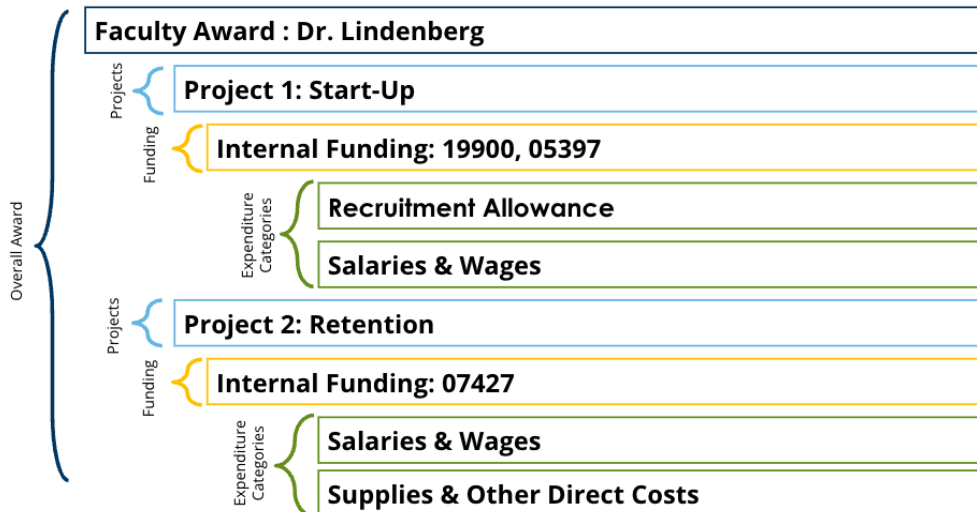 Faculty Award : Dr. Lindenberg
Projects
Project 1: Start-Up
Funding
Internal Funding: 19900, 05397
Overall Award
Expenditure
Categories
Recruitment Allowance
Salaries & Wages
Projects
Project 2: Retention
Funding
Internal Funding: 07427
Expenditure
Categories
Salaries & Wages
Supplies & Other Direct Costs